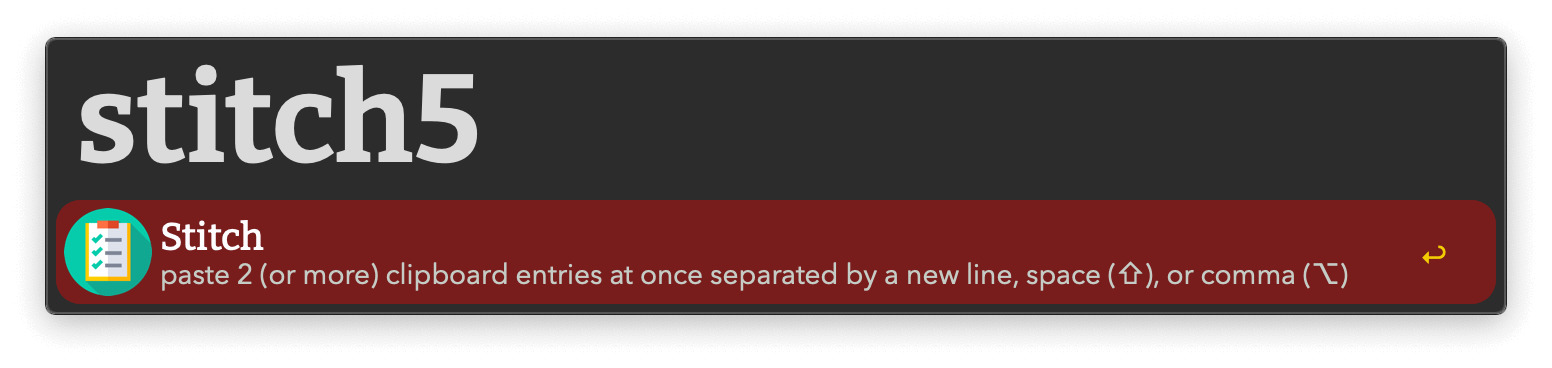 stitch5
Stitch
paste 2 (or more) clipboard entries at once separated by a new line, space (⇧), or comma (⌥)